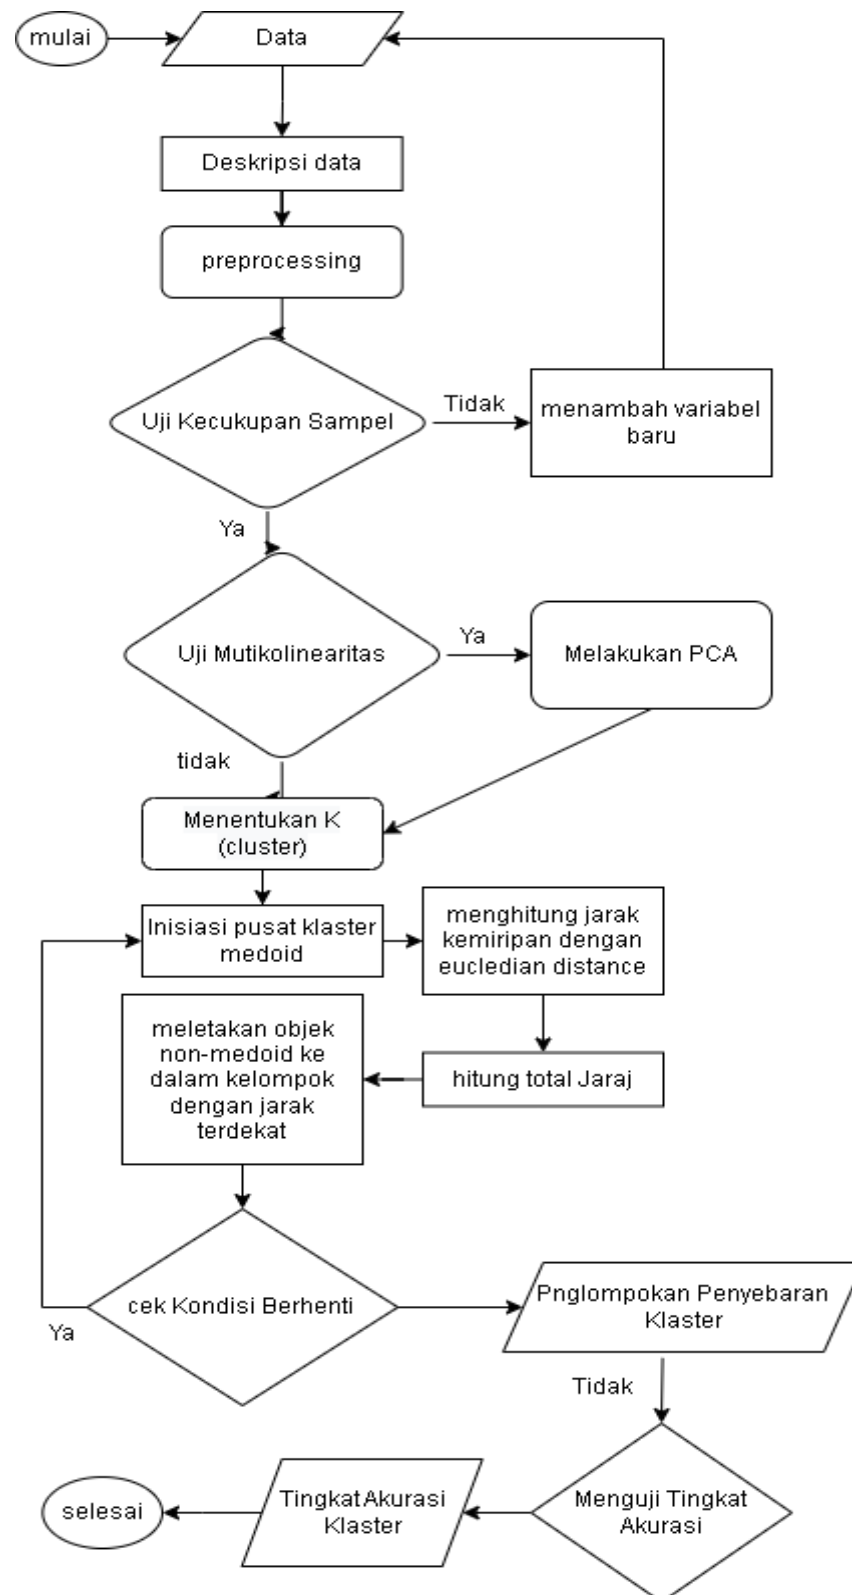 mulai
Data
Deskripsi data
preprocessing
Uji Kecukupan Sampel
Tidak
menambah variabel
baru
Ya
Uji Mutikolinearitas
Ya
Melakukan PCA
tidak
Menentukan K
(cluster)
Inisiasi pusat klaster
medoid
menghitung jarak
kemiripan dengan
eucledian distance
hitung total Jaraj
meletakan objek
non-medoid ke
dalam kelompok
dengan jarak
terdekat
cek Kondisi Berhenti
Ya
Pnglompokan Penyebaran
Klaster
Tidak
Menguji Tingkat
Akurasi
Tingkat Akurasi
Klaster
selesai